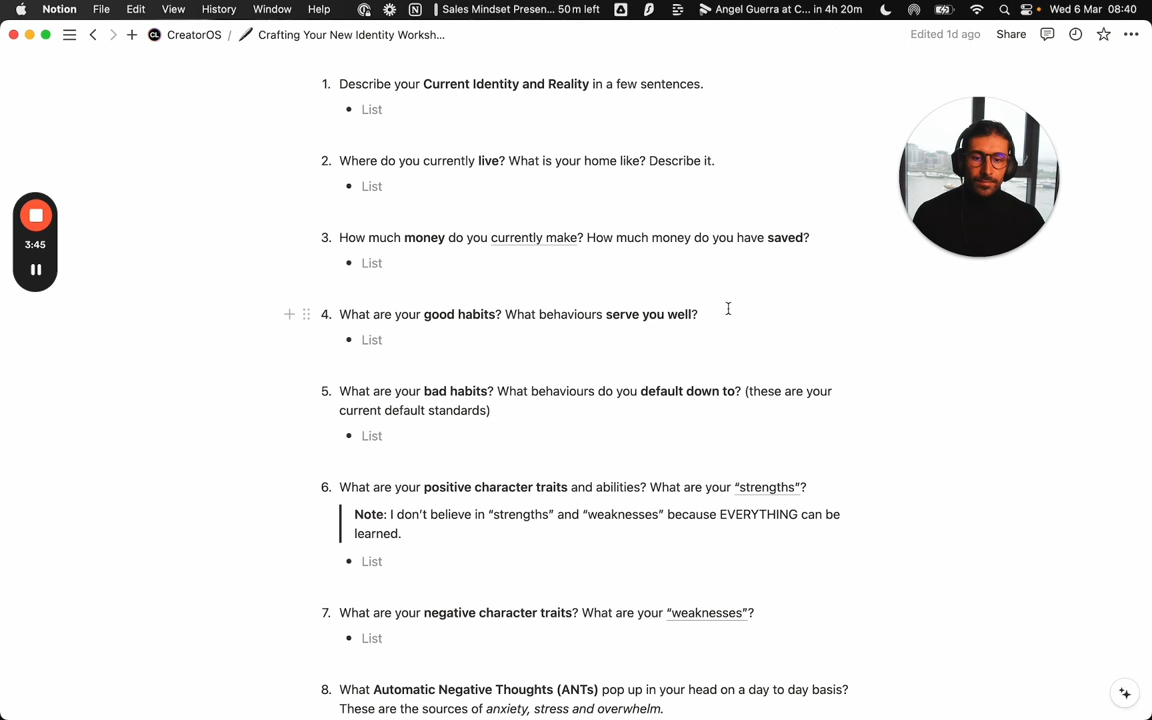 Notion File Edit View History Window Help Sales Mindset Presen... 50 m left Angel Guerra at C... in 4h 20m Wed 6 Mar 08:40
CreatorOS / Crafting Your New Identity Worksh... Edited 1d ago Share
1. Describe your Current Identity and Reality in a few sentences.
• List
2. Where do you currently live? What is your home like? Describe it.
• List
3:45
3. How much money do you currently make? How much money do you have saved?
• List
4. What are your good habits? What behaviours serve you well?
• List
5. What are your bad habits? What behaviours do you default down to? (these are your
current default standards)
• List
6. What are your positive character traits and abilities? What are your “strengths”?
Note: I don’t believe in “strengths” and “weaknesses” because EVERYTHING can be
learned.
• List
7. What are your negative character traits? What are your “weaknesses”?
• List
8. What Automatic Negative Thoughts (ANTs) pop up in your head on a day to day basis?
These are the sources of anxiety, stress and overwhelm.